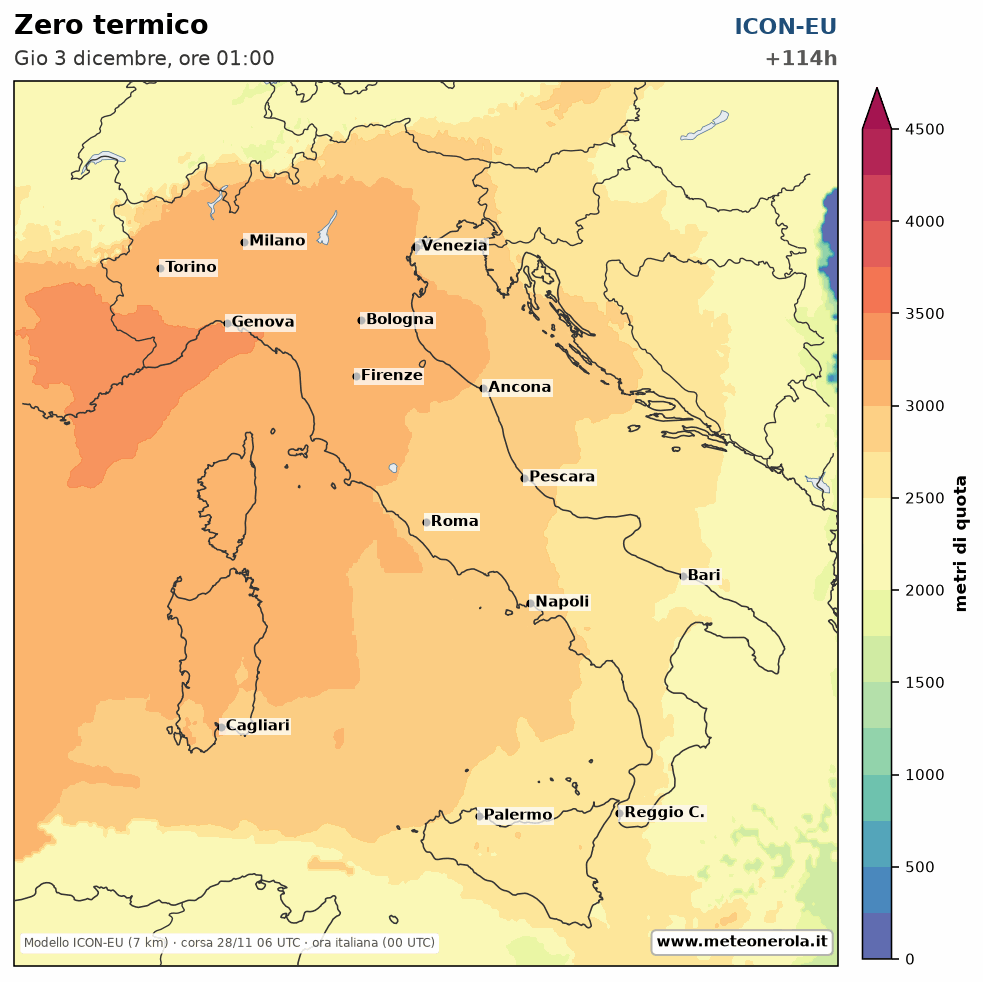 Zero termico
ICON-EU
Gio 3 dicembre, ore 01:00
+114h
4500
4000
3500
3000
2500
2000
1500
1000
500
0
metri di quota
Milano
Venezia
Torino
Genova
Bologna
Firenze
Ancona
Pescara
Roma
Bari
Napoli
Cagliari
Palermo
Reggio C.
Modello ICON-EU (7 km) · corsa 28/11 06 UTC · ora italiana (00 UTC)
www.meteonerola.it